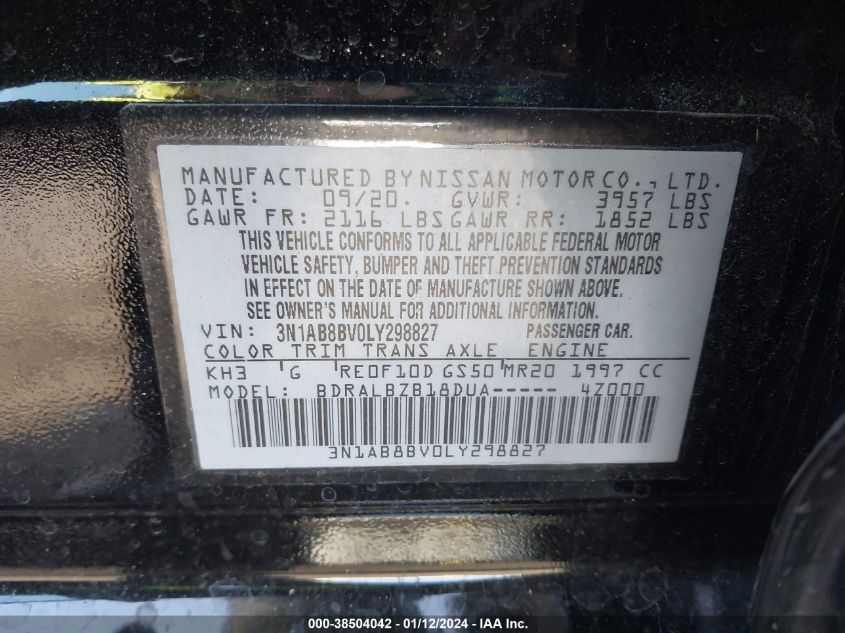 MANUFACTURED BY NISSAN MOTOR CO., LTD.
DATE: 09/20. GVWR: 3957 LBS
GAWR FR: 2116 LBS GAWR RR: 1852 LBS
THIS VEHICLE CONFORMS TO ALL APPLICABLE FEDERAL MOTOR
VEHICLE SAFETY, BUMPER AND THEFT PREVENTION STANDARDS
IN EFFECT ON THE DATE OF MANUFACTURE SHOWN ABOVE.
SEE OWNER'S MANUAL FOR ADDITIONAL INFORMATION.
VIN: 3N1AB8BV0LY298827 PASSENGER CAR.
COLOR TRIM TRANS AXLE ENGINE
KH3 G RE0F10D GS50 MR20 1997 CC
MODEL: BDRALBZB18DUA----- 4Z000
3N1AB8BV0LY298827
000-38504042 - 01/12/2024 - IAA Inc.